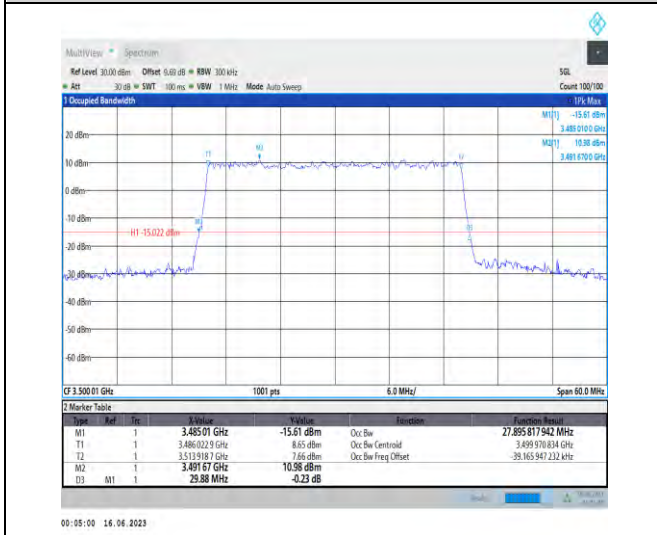 MultiView Spectrum
Ref Level 30.00 dBm Offset 6.60 dB RBW 300 kHz SGL
Att 30 dB SWT 100 ms VBW 1 MHz Mode Auto Sweep Count 100/100
1 Occupied Bandwidth 1Pk Max
M1[1] -15.61 dBm
3.485 010 0 GHz
M2[1] 10.98 dBm
3.491 670 0 GHz
20 dBm
10 dBm
0 dBm
-10 dBm
H1 -15.022 dBm
-20 dBm
-30 dBm
-40 dBm
-50 dBm
-60 dBm
T1
M2
T2
M1
D3
CF 3.500 01 GHz 1001 pts 6.0 MHz/ Span 60.0 MHz
2 Marker Table
Type Ref Trc X-Value Y-Value Function Function Result
M1 1 3.485 01 GHz -15.61 dBm Occ Bw 27.895 817 942 MHz
T1 1 3.486 022 9 GHz 8.65 dBm Occ Bw Centroid 3.499 970 834 GHz
T2 1 3.513 918 7 GHz 7.66 dBm Occ Bw Freq Offset -39.165 947 232 kHz
M2 1 3.491 67 GHz 10.98 dBm
D3 M1 1 29.88 MHz -0.23 dB
00:05:00 16.06.2023